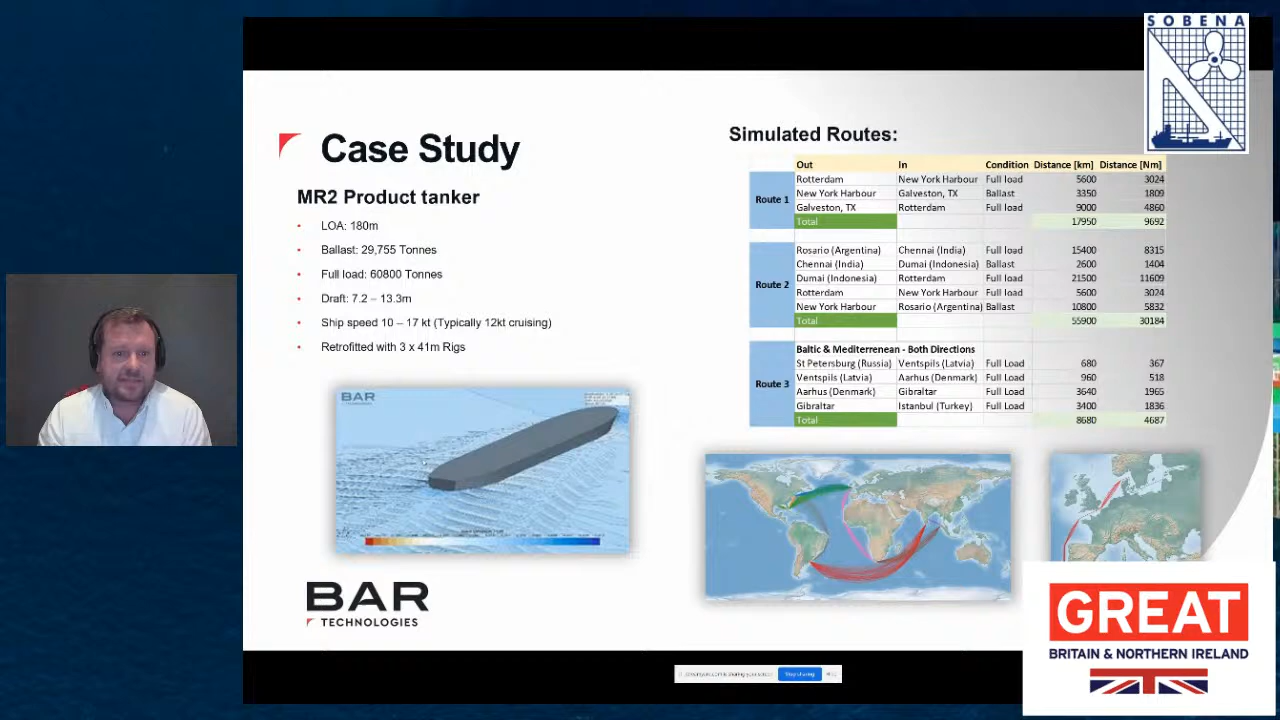 SOBENA
Case Study
MR2 Product tanker
• LOA: 180m
• Ballast: 29,755 Tonnes
• Full load: 60800 Tonnes
• Draft: 7.2 – 13.3m
• Ship speed 10 – 17 kt (Typically 12kt cruising)
• Retrofitted with 3 x 41m Rigs
BAR
TECHNOLOGIES
BAR
TECHNOLOGIES
Simulated Routes:
Out In Condition Distance [km] Distance [Nm]
Route 1
Rotterdam New York Harbour Full load 5600 3024
New York Harbour Galveston, TX Ballast 3350 1809
Galveston, TX Rotterdam Full load 9000 4860
Total 17950 9692
Route 2
Rosario (Argentina) Chennai (India) Full load 15400 8315
Chennai (India) Dumai (Indonesia) Ballast 2600 1404
Dumai (Indonesia) Rotterdam Full load 21500 11609
Rotterdam New York Harbour Full load 5600 3024
New York Harbour Rosario (Argentina) Ballast 10800 5832
Total 55900 30184
Route 3
Baltic & Mediterrenean - Both Directions
St Petersburg (Russia) Ventspils (Latvia) Full Load 680 367
Ventspils (Latvia) Aarhus (Denmark) Full Load 960 518
Aarhus (Denmark) Gibraltar Full Load 3640 1965
Gibraltar Istanbul (Turkey) Full Load 3400 1836
Total 8680 4687
Stop sharing
GREAT
BRITAIN & NORTHERN IRELAND